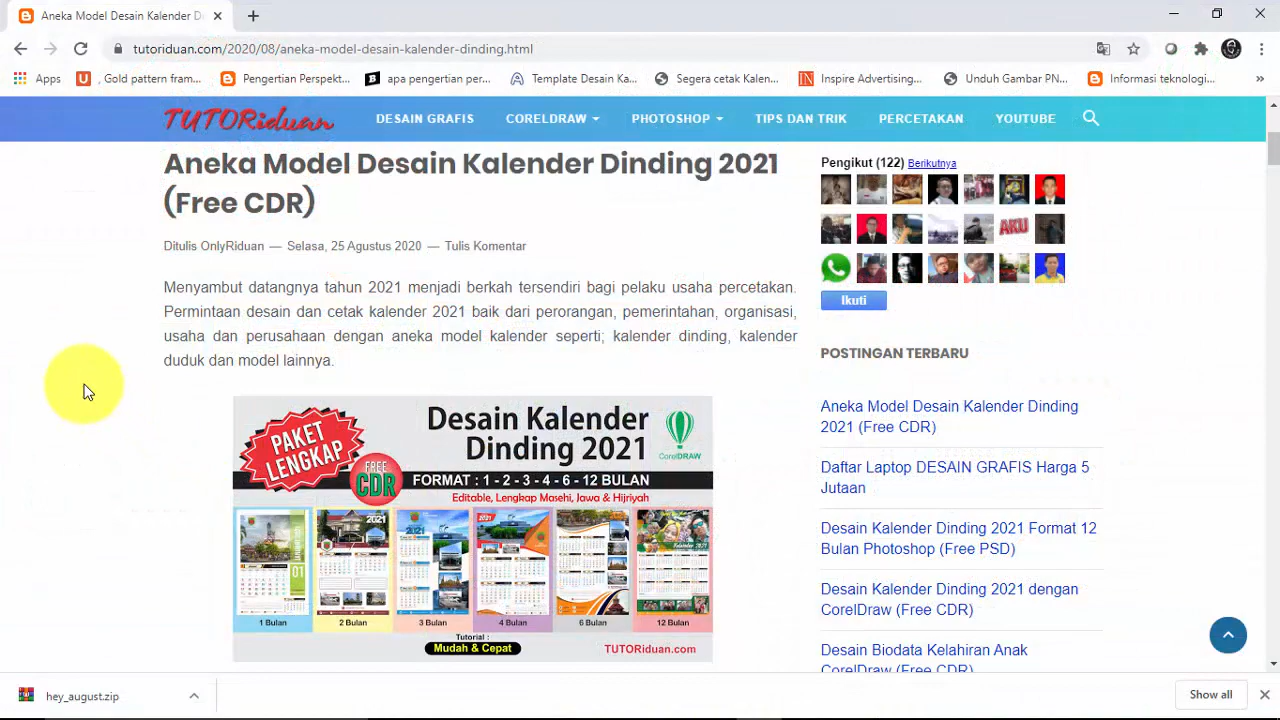 Aneka Model Desain Kalender D
tutoriduan.com/2020/08/aneka-model-desain-kalender-dinding.html
Apps
, Gold pattern fram...
Pengertian Perspekt...
apa pengertian per...
Template Desain Ka...
Segera cetak Kalen...
Inspire Advertising...
Unduh Gambar PN...
Informasi teknologi...
»
TUTORiduan
DESAIN GRAFIS
CORELDRAW
PHOTOSHOP
TIPS DAN TRIK
PERCETAKAN
YOUTUBE
Aneka Model Desain Kalender Dinding 2021
(Free CDR)
Ditulis OnlyRiduan — Selasa, 25 Agustus 2020 — Tulis Komentar
Menyambut datangnya tahun 2021 menjadi berkah tersendiri bagi pelaku usaha percetakan.
Permintaan desain dan cetak kalender 2021 baik dari perorangan, pemerintahan, organisasi,
usaha dan perusahaan dengan aneka model kalender seperti; kalender dinding, kalender
duduk dan model lainnya.
PAKET
LENGKAP
FREE
CDR
Desain Kalender
Dinding 2021
CorelDRAW
FORMAT : 1 - 2 - 3 - 4 - 6 - 12 BULAN
Editable, Lengkap Masehi, Jawa & Hijriyah
1 Bulan
2 Bulan
3 Bulan
4 Bulan
6 Bulan
12 Bulan
Tutorial :
Mudah & Cepat
TUTORiduan.com
Pengikut (122) Berikutnya
AKU
Ikuti
POSTINGAN TERBARU
Aneka Model Desain Kalender Dinding
2021 (Free CDR)
Daftar Laptop DESAIN GRAFIS Harga 5
Jutaan
Desain Kalender Dinding 2021 Format 12
Bulan Photoshop (Free PSD)
Desain Kalender Dinding 2021 dengan
CorelDraw (Free CDR)
Desain Biodata Kelahiran Anak
CorelDraw (Free CDR)
hey_august.zip
Show all